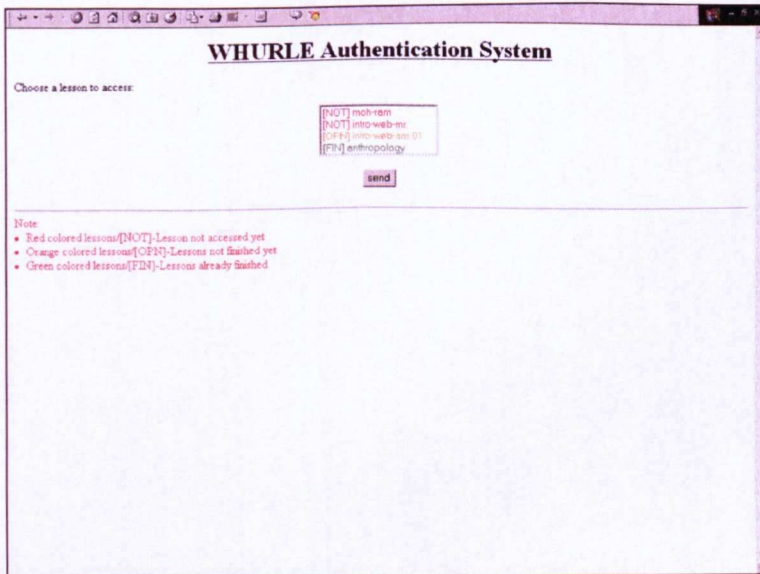 WHURLE Authentication System
Choose a lesson to access:
[NOT] moh-ram
[NOT] intro-web-mr
[OPN] intro-web-sm-01
[FIN] anthropology
send
Note:
• Red colored lessons/[NOT]-Lesson not accessed yet
• Orange colored lessons/[OPN]-Lessons not finished yet
• Green colored lessons/[FIN]-Lessons already finished